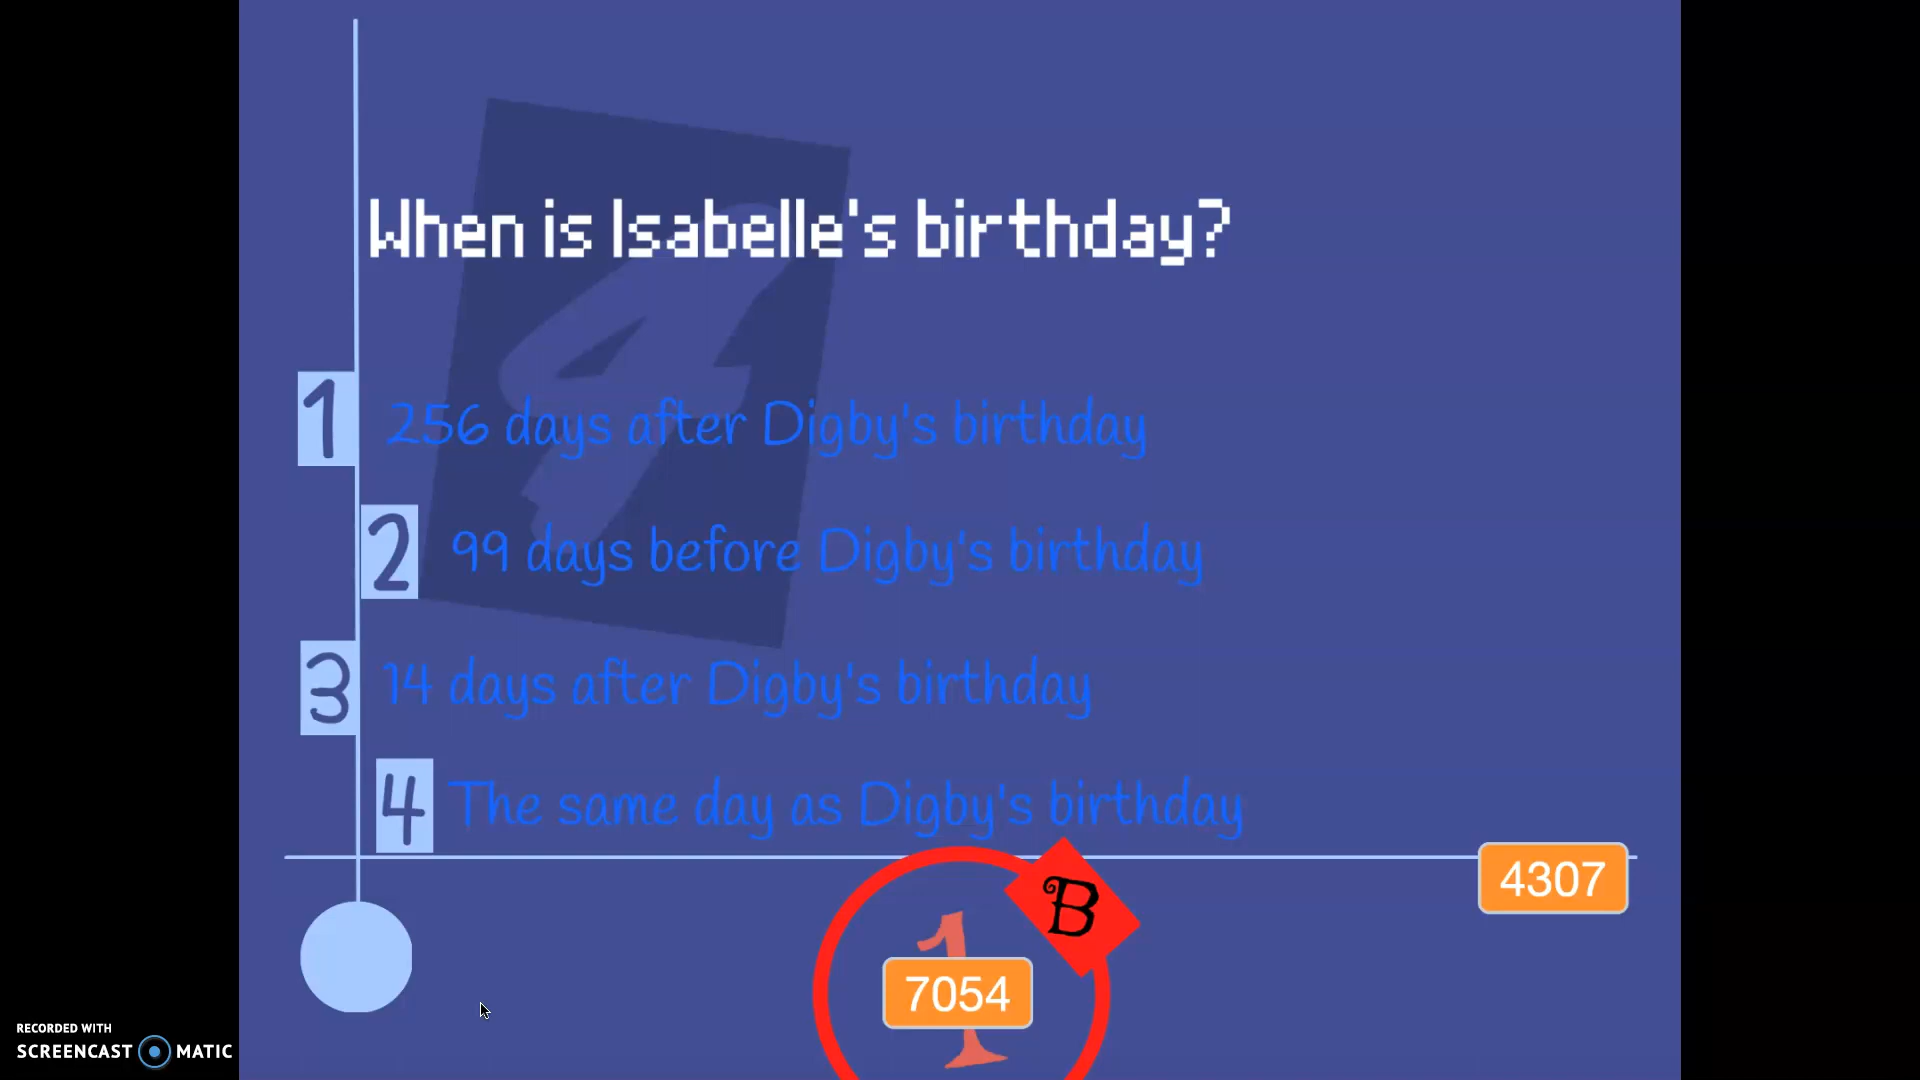 4
When is Isabelle's birthday?
1 256 days after Digby's birthday
2 99 days before Digby's birthday
3 14 days after Digby's birthday
4 The same day as Digby's birthday
4307
B
1
7054
RECORDED WITH
SCREENCAST MATIC